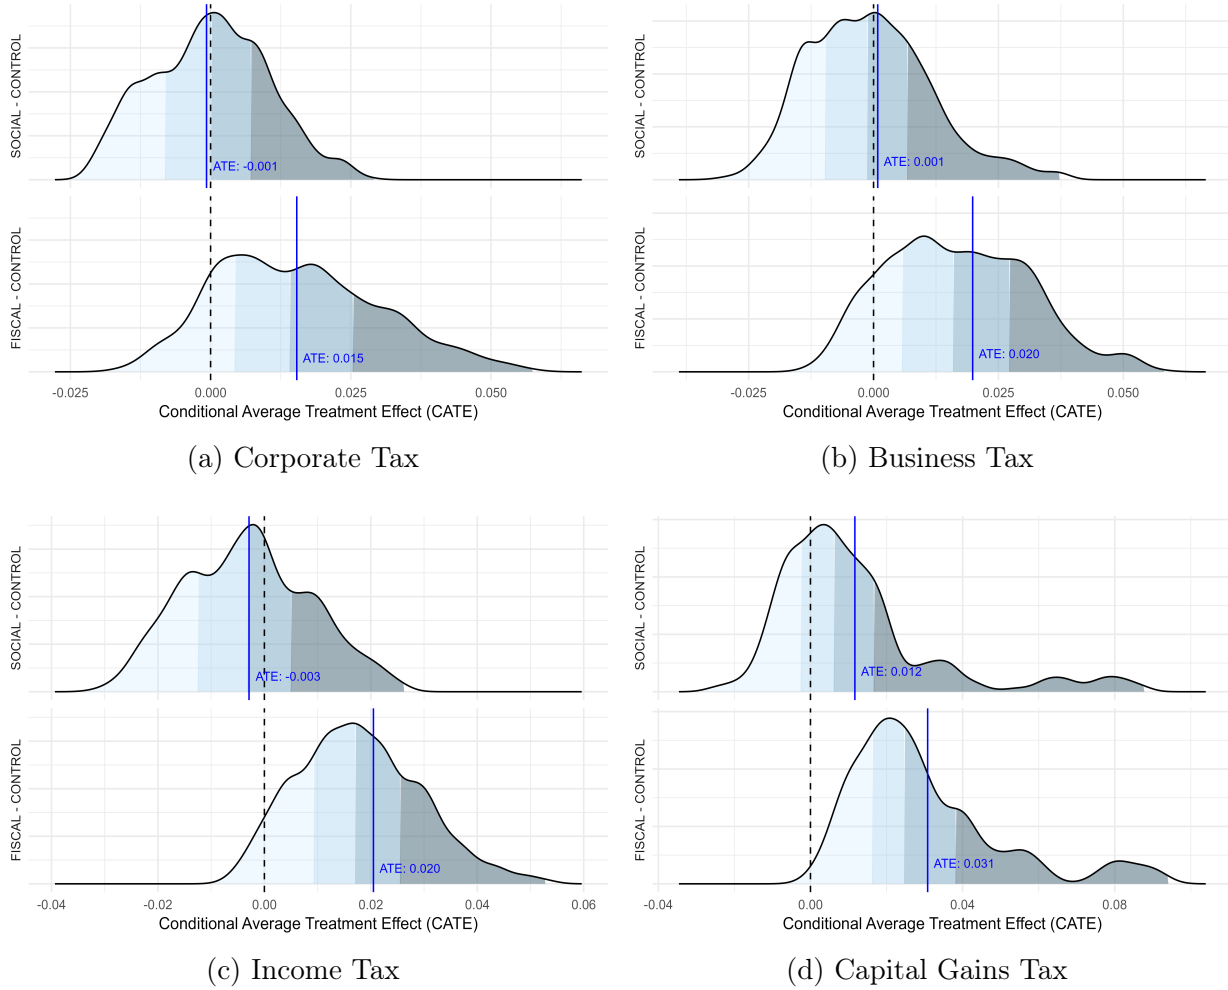 SOCIAL - CONTROL
ATE: -0.001
FISCAL - CONTROL
ATE: 0.015
-0.025 0.000 0.025 0.050
Conditional Average Treatment Effect (CATE)
(a) Corporate Tax
SOCIAL - CONTROL
ATE: 0.001
FISCAL - CONTROL
ATE: 0.020
-0.025 0.000 0.025 0.050
Conditional Average Treatment Effect (CATE)
(b) Business Tax
SOCIAL - CONTROL
ATE: -0.003
FISCAL - CONTROL
ATE: 0.020
-0.04 -0.02 0.00 0.02 0.04 0.06
Conditional Average Treatment Effect (CATE)
(c) Income Tax
SOCIAL - CONTROL
ATE: 0.012
FISCAL - CONTROL
ATE: 0.031
-0.04 0.00 0.04 0.08
Conditional Average Treatment Effect (CATE)
(d) Capital Gains Tax